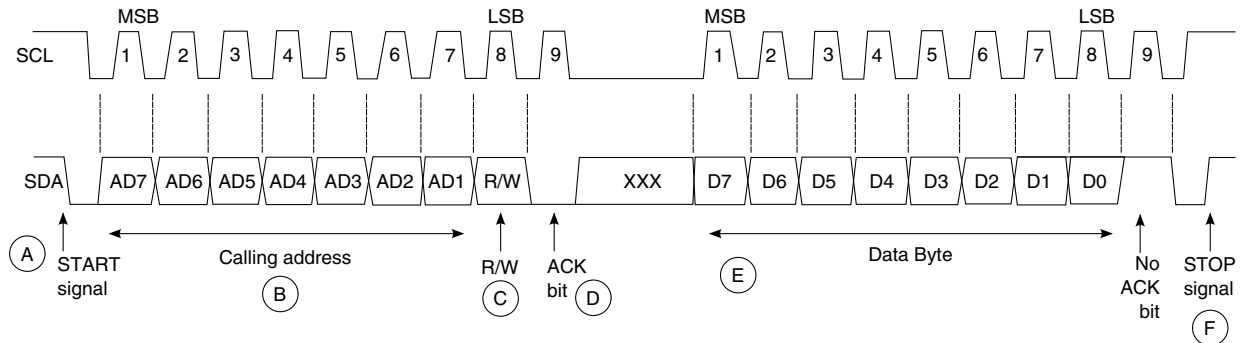 MSB LSB MSB LSB
SCL 1 2 3 4 5 6 7 8 9 1 2 3 4 5 6 7 8 9
SDA AD7 AD6 AD5 AD4 AD3 AD2 AD1 R/W XXX D7 D6 D5 D4 D3 D2 D1 D0
A START signal
Calling address
B
R/W
C
ACK bit D
E
Data Byte
No ACK bit
STOP signal
F